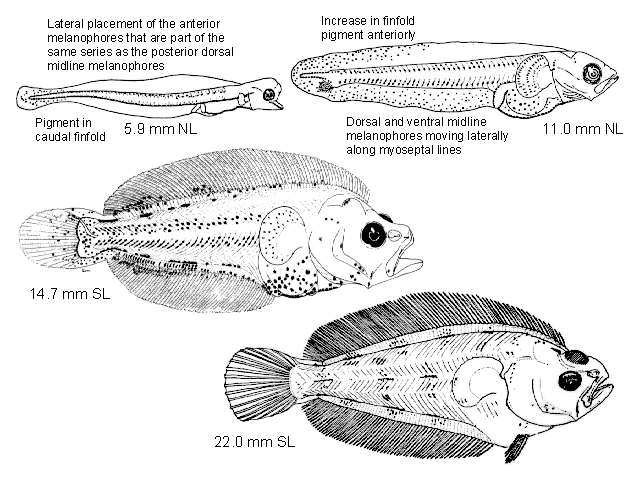 Lateral placement of the anterior
melanophores that are part of the
same series as the posterior dorsal
midline melanophores
Increase in finfold
pigment anteriorly
Pigment in
caudal finfold
5.9 mm NL
Dorsal and ventral midline
melanophores moving laterally
along myoseptal lines
11.0 mm NL
14.7 mm SL
22.0 mm SL